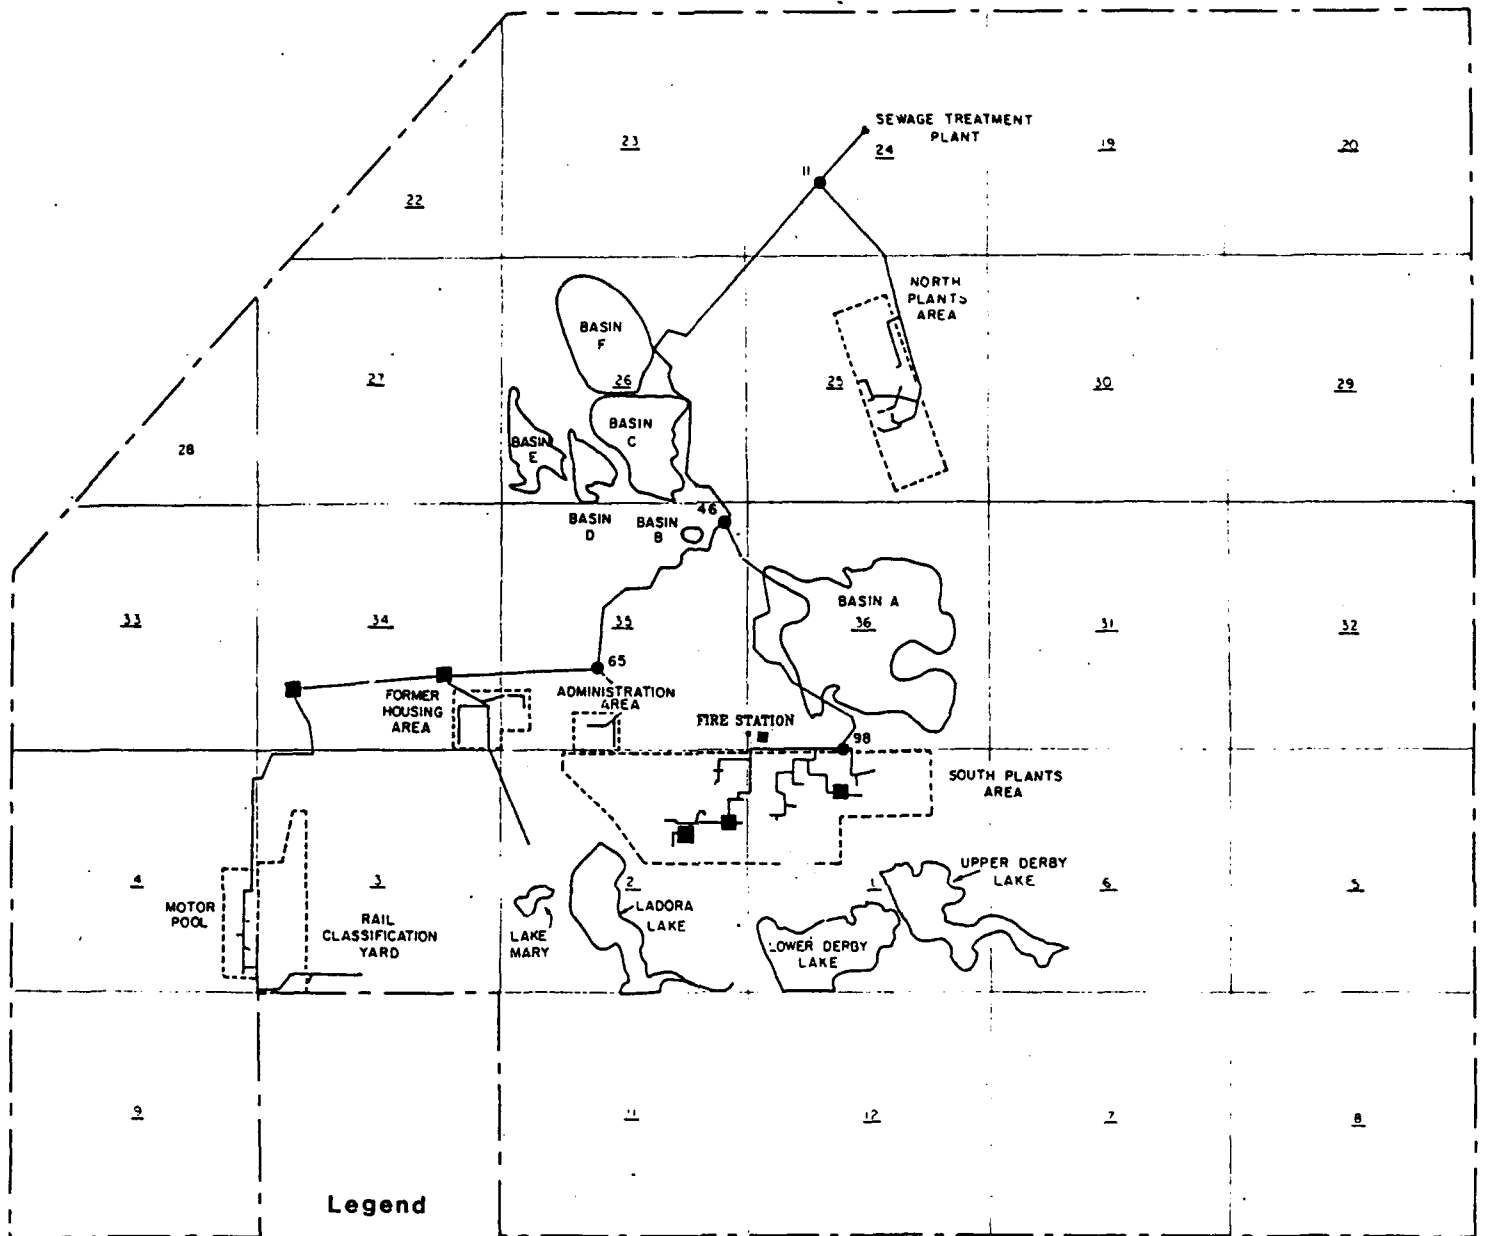 SEWAGE TREATMENT
PLANT
23
24
19
20
11
22
NORTH
PLANTS
AREA
BASIN
F
27
26
25
30
29
BASIN
C
BASIN
E
28
46
BASIN
D
BASIN
B
BASIN A
33
34
35
36
31
32
65
FORMER
HOUSING
AREA
ADMINISTRATION
AREA
FIRE STATION
98
SOUTH PLANTS
AREA
UPPER DERBY
LAKE
4
3
2
1
6
5
MOTOR
POOL
RAIL
CLASSIFICATION
YARD
LAKE
MARY
LADORA
LAKE
LOWER DERBY
LAKE
9
11
12
7
8
Legend